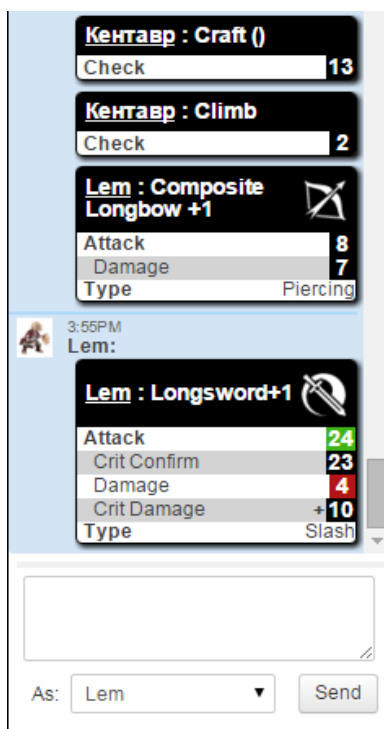 Кентавр : Craft ()
Check 13
Кентавр : Climb
Check 2
Lem : Composite
Longbow +1
Attack 8
Damage 7
Type Piercing
3:55PM
Lem:
Lem : Longsword+1
Attack 24
Crit Confirm 23
Damage 4
Crit Damage +10
Type Slash
As: Lem Send